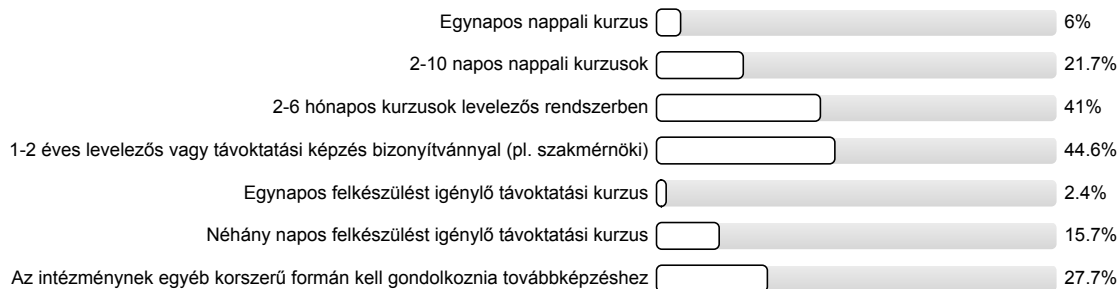 Egynapos nappali kurzus 6%
2-10 napos nappali kurzusok 21.7%
2-6 hónapos kurzusok levelezős rendszerben 41%
1-2 éves levelezős vagy távoktatási képzés bizonyítvánnyal (pl. szakmérnöki) 44.6%
Egynapos felkészülést igénylő távoktatási kurzus 2.4%
Néhány napos felkészülést igénylő távoktatási kurzus 15.7%
Az intézménynek egyéb korszerű formán kell gondolkoznia továbbképzéshez 27.7%